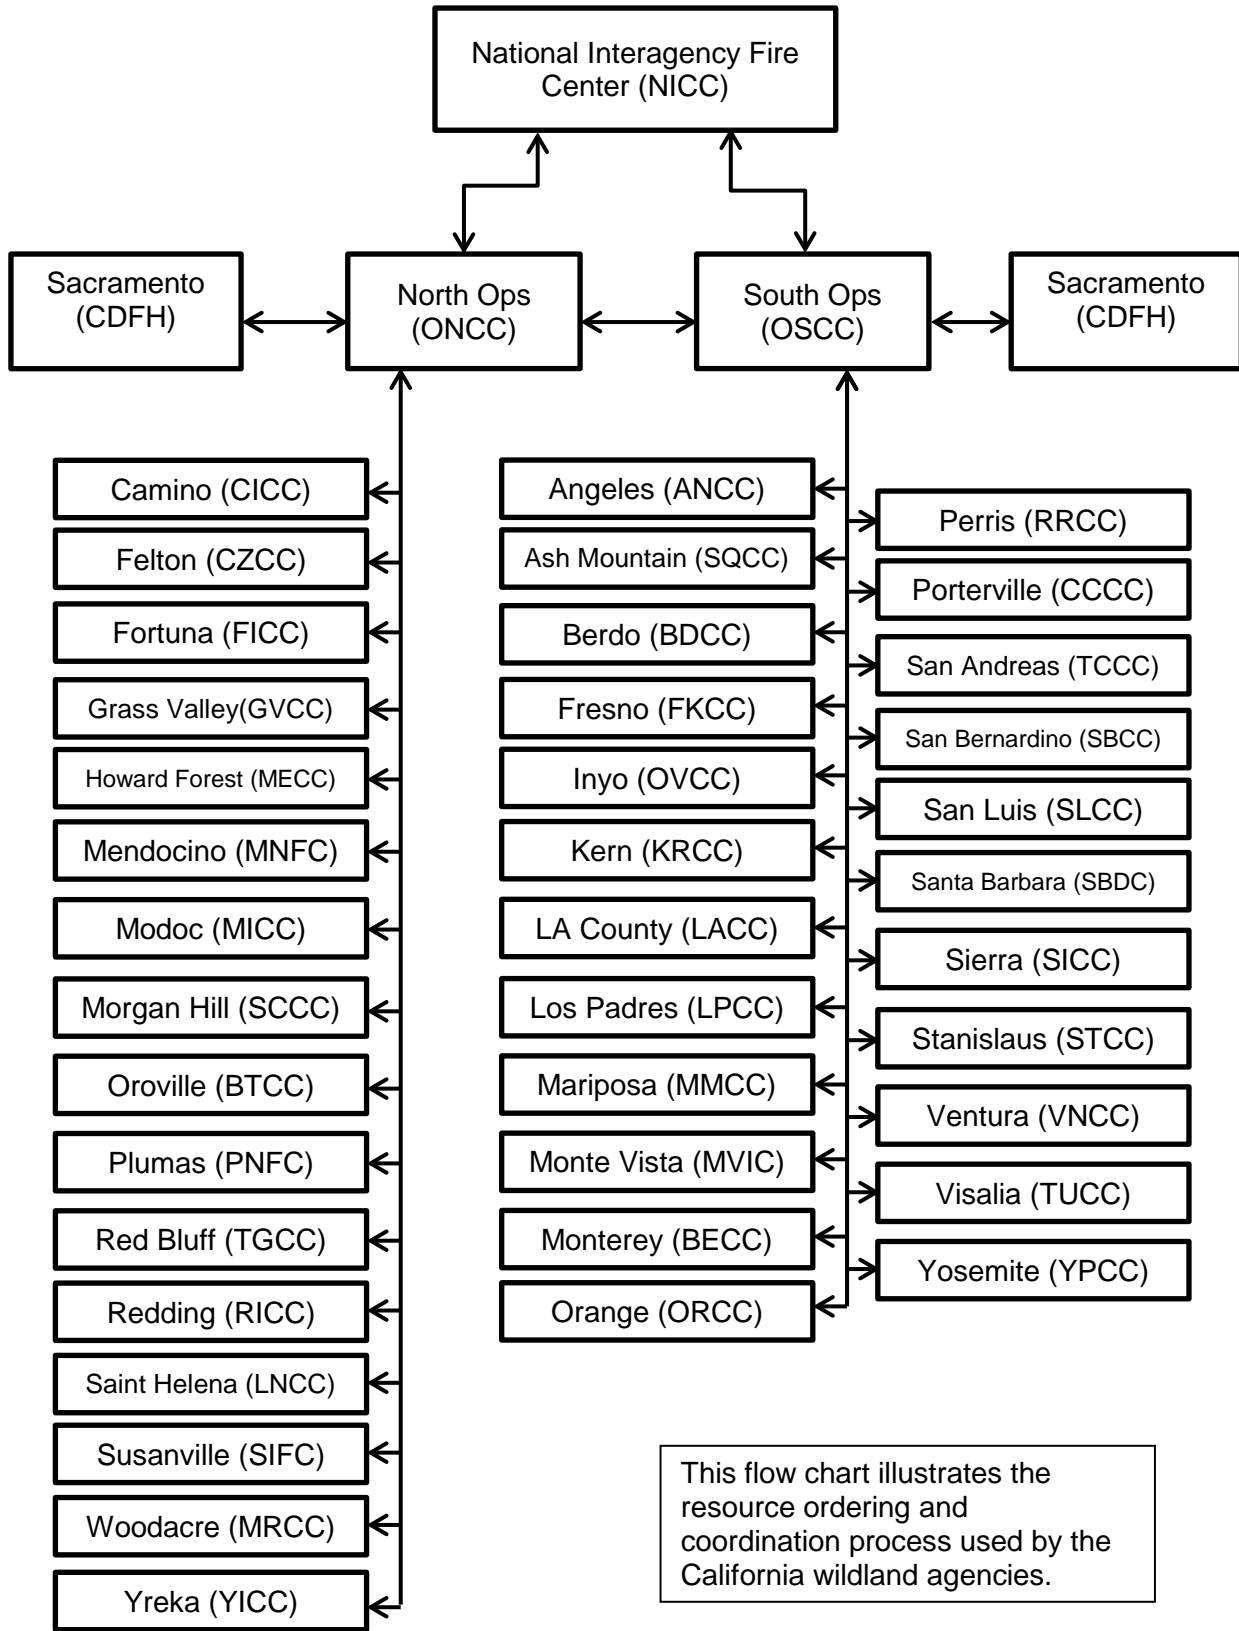 National Interagency Fire
Center (NICC)
Sacramento
(CDFH)
North Ops
(ONCC)
South Ops
(OSCC)
Sacramento
(CDFH)
Camino (CICC)
Felton (CZCC)
Fortuna (FICC)
Grass Valley(GVCC)
Howard Forest (MECC)
Mendocino (MNFC)
Modoc (MICC)
Morgan Hill (SCCC)
Oroville (BTCC)
Plumas (PNFC)
Red Bluff (TGCC)
Redding (RICC)
Saint Helena (LNCC)
Susanville (SIFC)
Woodacre (MRCC)
Yreka (YICC)
Angeles (ANCC)
Ash Mountain (SQCC)
Berdo (BDCC)
Fresno (FKCC)
Inyo (OVCC)
Kern (KRCC)
LA County (LACC)
Los Padres (LPCC)
Mariposa (MMCC)
Monte Vista (MVIC)
Monterey (BECC)
Orange (ORCC)
Perris (RRCC)
Porterville (CCCC)
San Andreas (TCCC)
San Bernardino (SBCC)
San Luis (SLCC)
Santa Barbara (SBDC)
Sierra (SICC)
Stanislaus (STCC)
Ventura (VNCC)
Visalia (TUCC)
Yosemite (YPCC)
This flow chart illustrates the
resource ordering and
coordination process used by the
California wildland agencies.